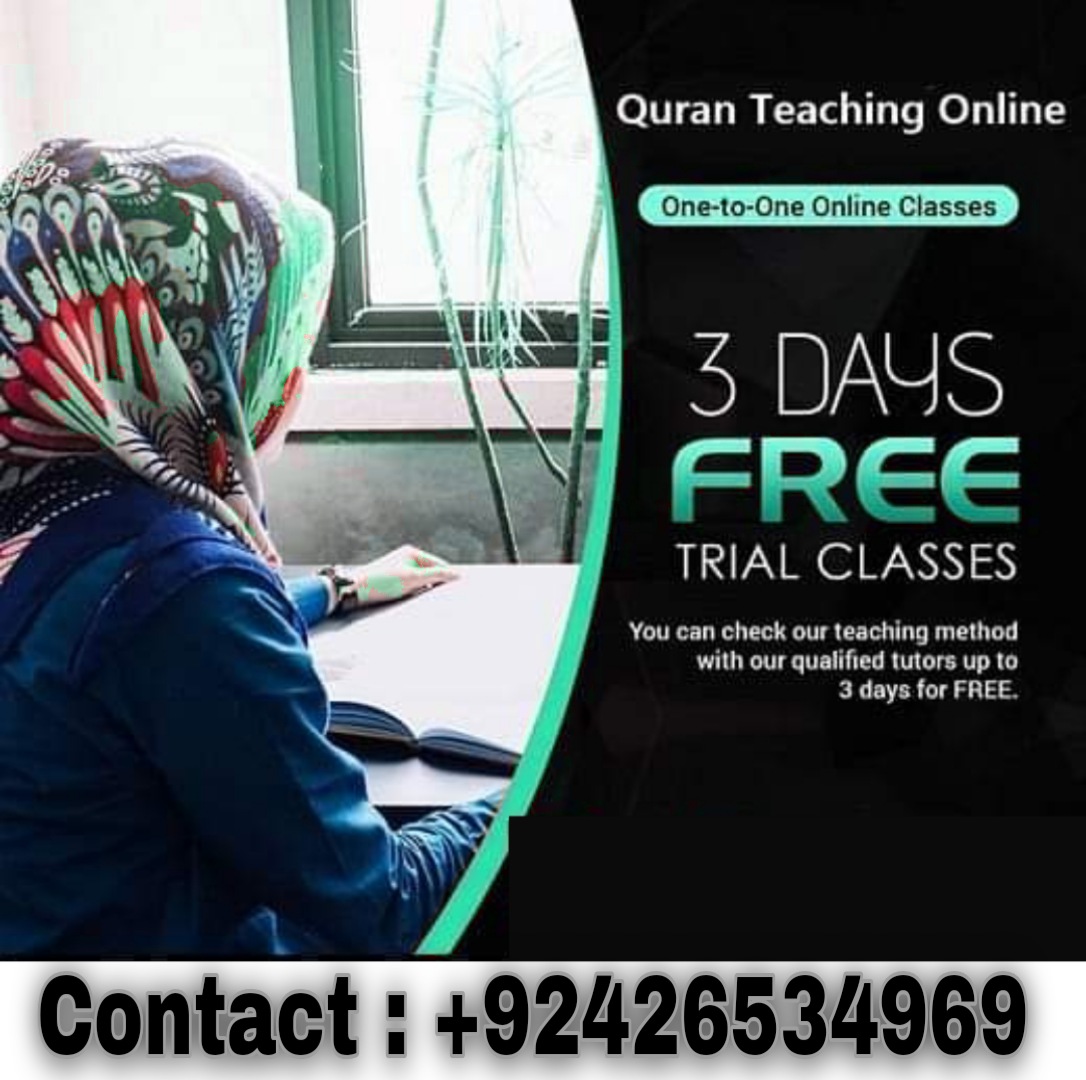 Quran Teaching Online
One-to-One Online Classes
3 DAYS
FREE
TRIAL CLASSES
You can check our teaching method
with our qualified tutors up to
3 days for FREE.
Contact : +92426534969